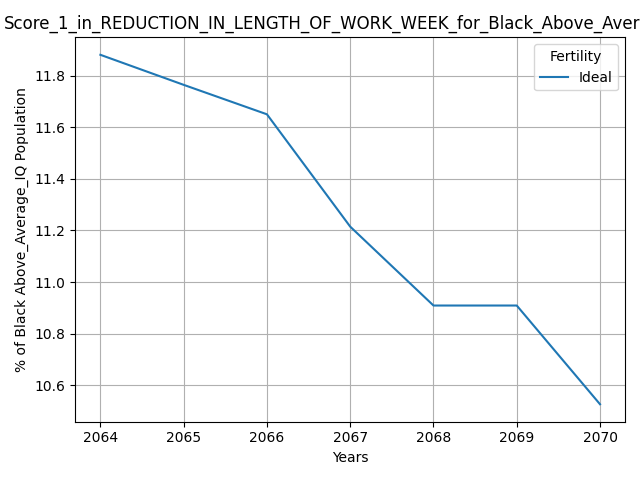 Score_1_in_REDUCTION_IN_LENGTH_OF_WORK_WEEK_for_Black_Above_Aver
Fertility
Ideal
% of Black Above_Average_IQ Population
11.8
11.6
11.4
11.2
11.0
10.8
10.6
2064 2065 2066 2067 2068 2069 2070
Years